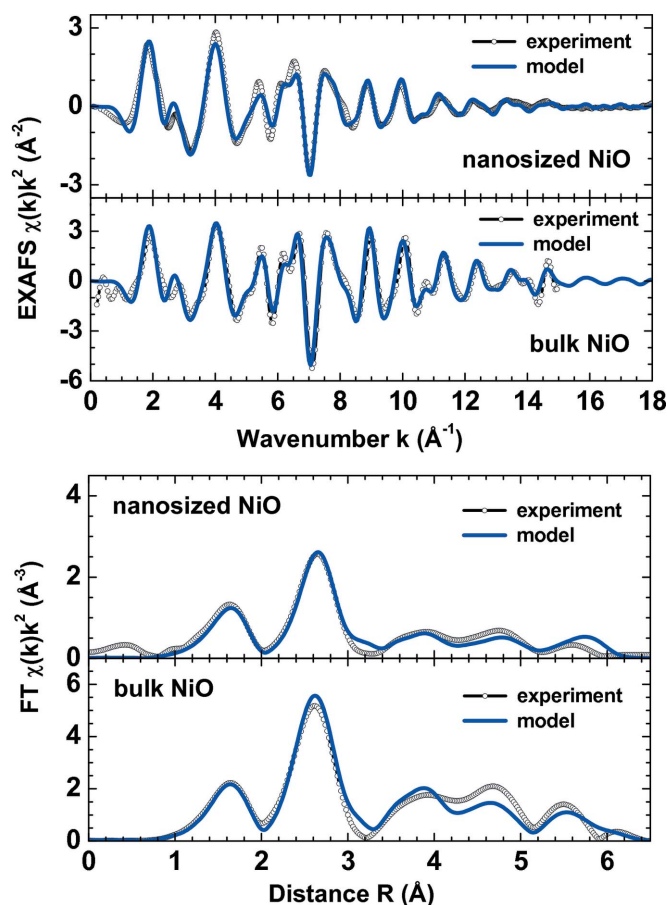 3
experiment
model
0
-3
nanosized NiO
6
experiment
3
model
0
-3
bulk NiO
-6
0 2 4 6 8 10 12 14 16 18
Wavenumber k (Å⁻¹)
EXAFS χ(k)k² (Å⁻²)
4
nanosized NiO
experiment
model
2
0
6
bulk NiO
experiment
model
4
2
0
0 1 2 3 4 5 6
Distance R (Å)
FT χ(k)k² (Å⁻³)